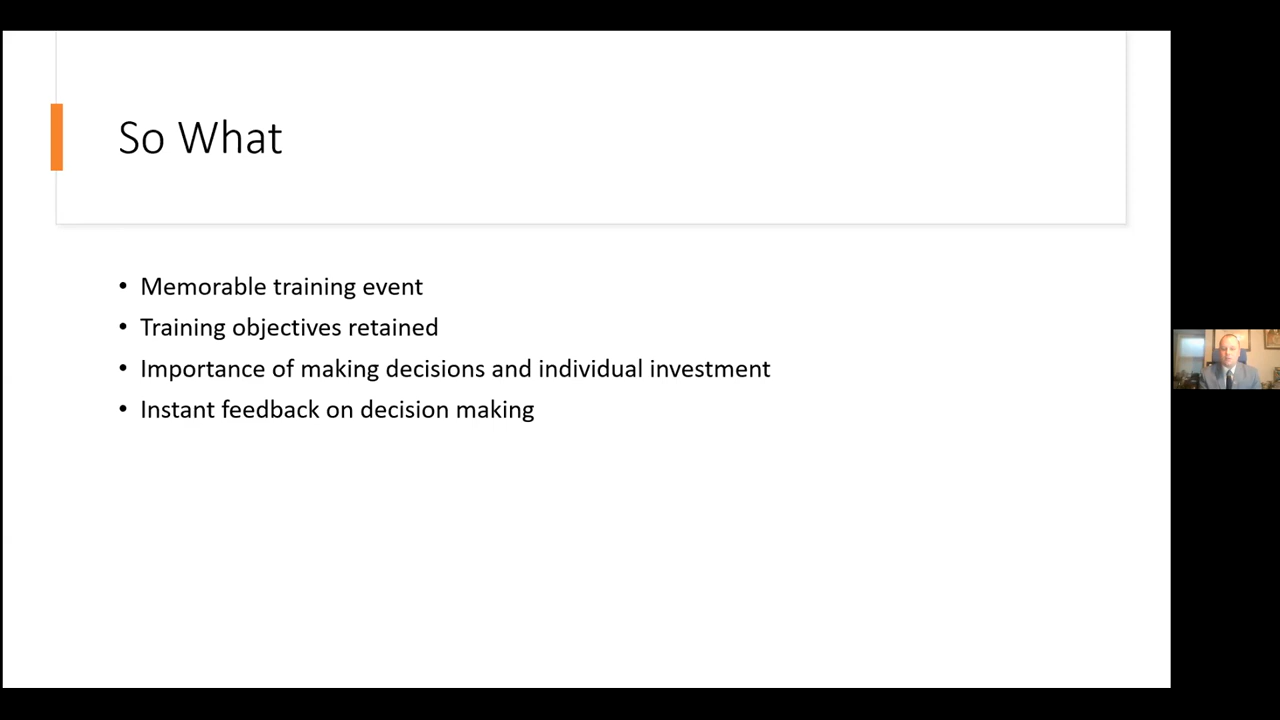 So What
• Memorable training event
• Training objectives retained
• Importance of making decisions and individual investment
• Instant feedback on decision making